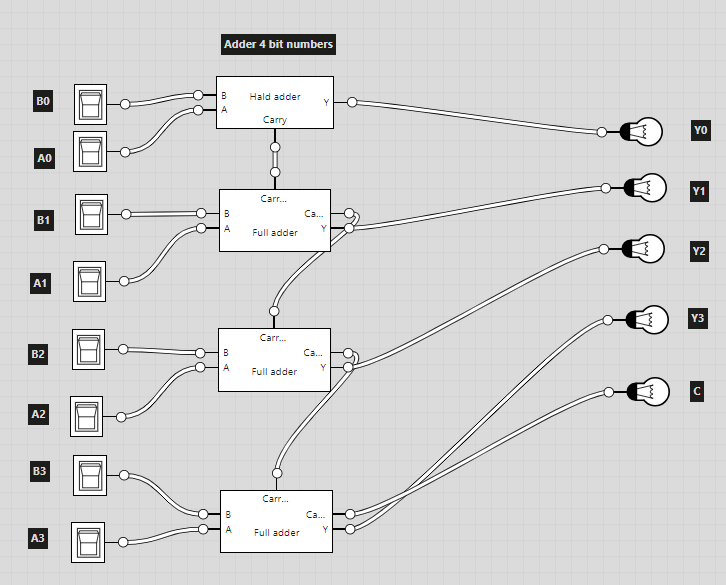 Adder 4 bit numbers
B0
B
Hald adder
A
Y
Carry
Y0
A0
Carr...
Y1
B1
B
Ca...
A
Y
Full adder
Y2
A1
Y3
Carr...
B2
B
Ca...
A
Y
Full adder
C
A2
B3
Carr...
B
Ca...
A
Y
Full adder
A3